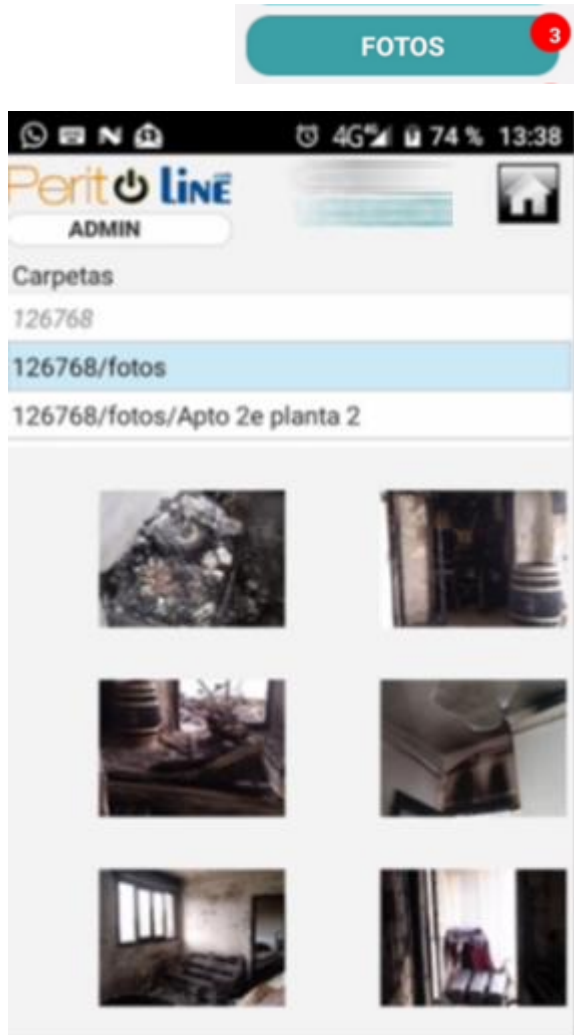 FOTOS
3
4G 74 % 13:38
Perit line
ADMIN
Carpetas
126768
126768/fotos
126768/fotos/Apto 2e planta 2